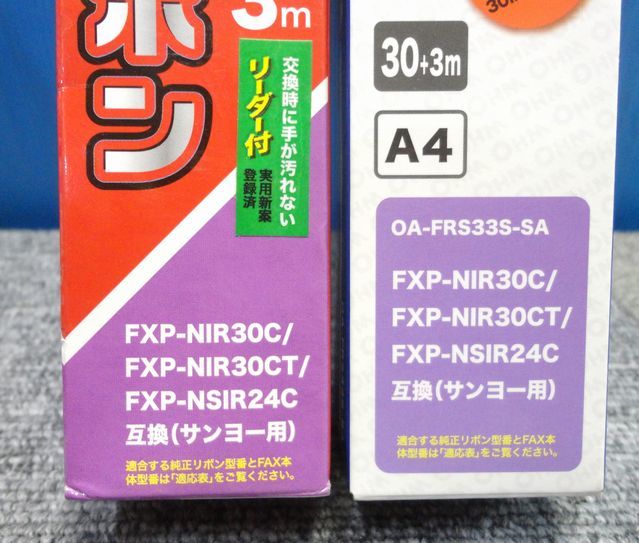 ボン
3m
交換時に手が汚れない
リーダー付
実用新案
登録済
FXP-NIR30C/
FXP-NIR30CT/
FXP-NSIR24C
互換(サンヨー用)
適合する純正リボン型番とFAX本
体型番は「適応表」をご覧ください。
30m
30+3m
A4
OA-FRS33S-SA
FXP-NIR30C/
FXP-NIR30CT/
FXP-NSIR24C
互換(サンヨー用)
適合する純正リボン型番とFAX本
体型番は「適応表」をご覧ください。